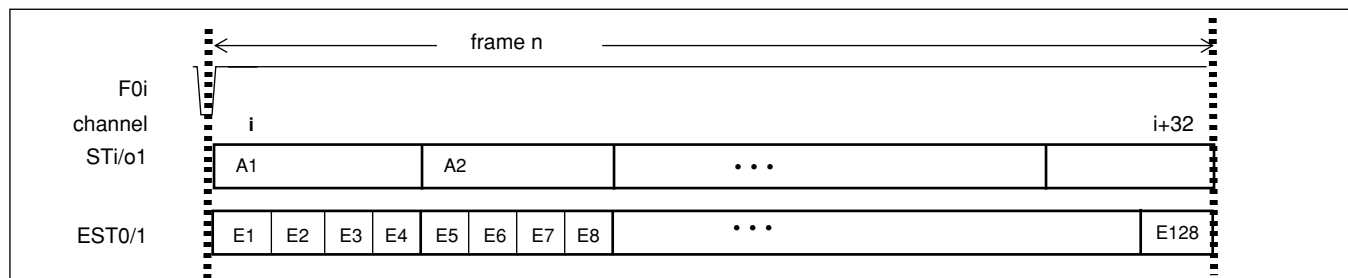 frame n
F0i
channel i i+32
STi/o1 A1 A2 • • •
EST0/1 E1 E2 E3 E4 E5 E6 E7 E8 • • • E128